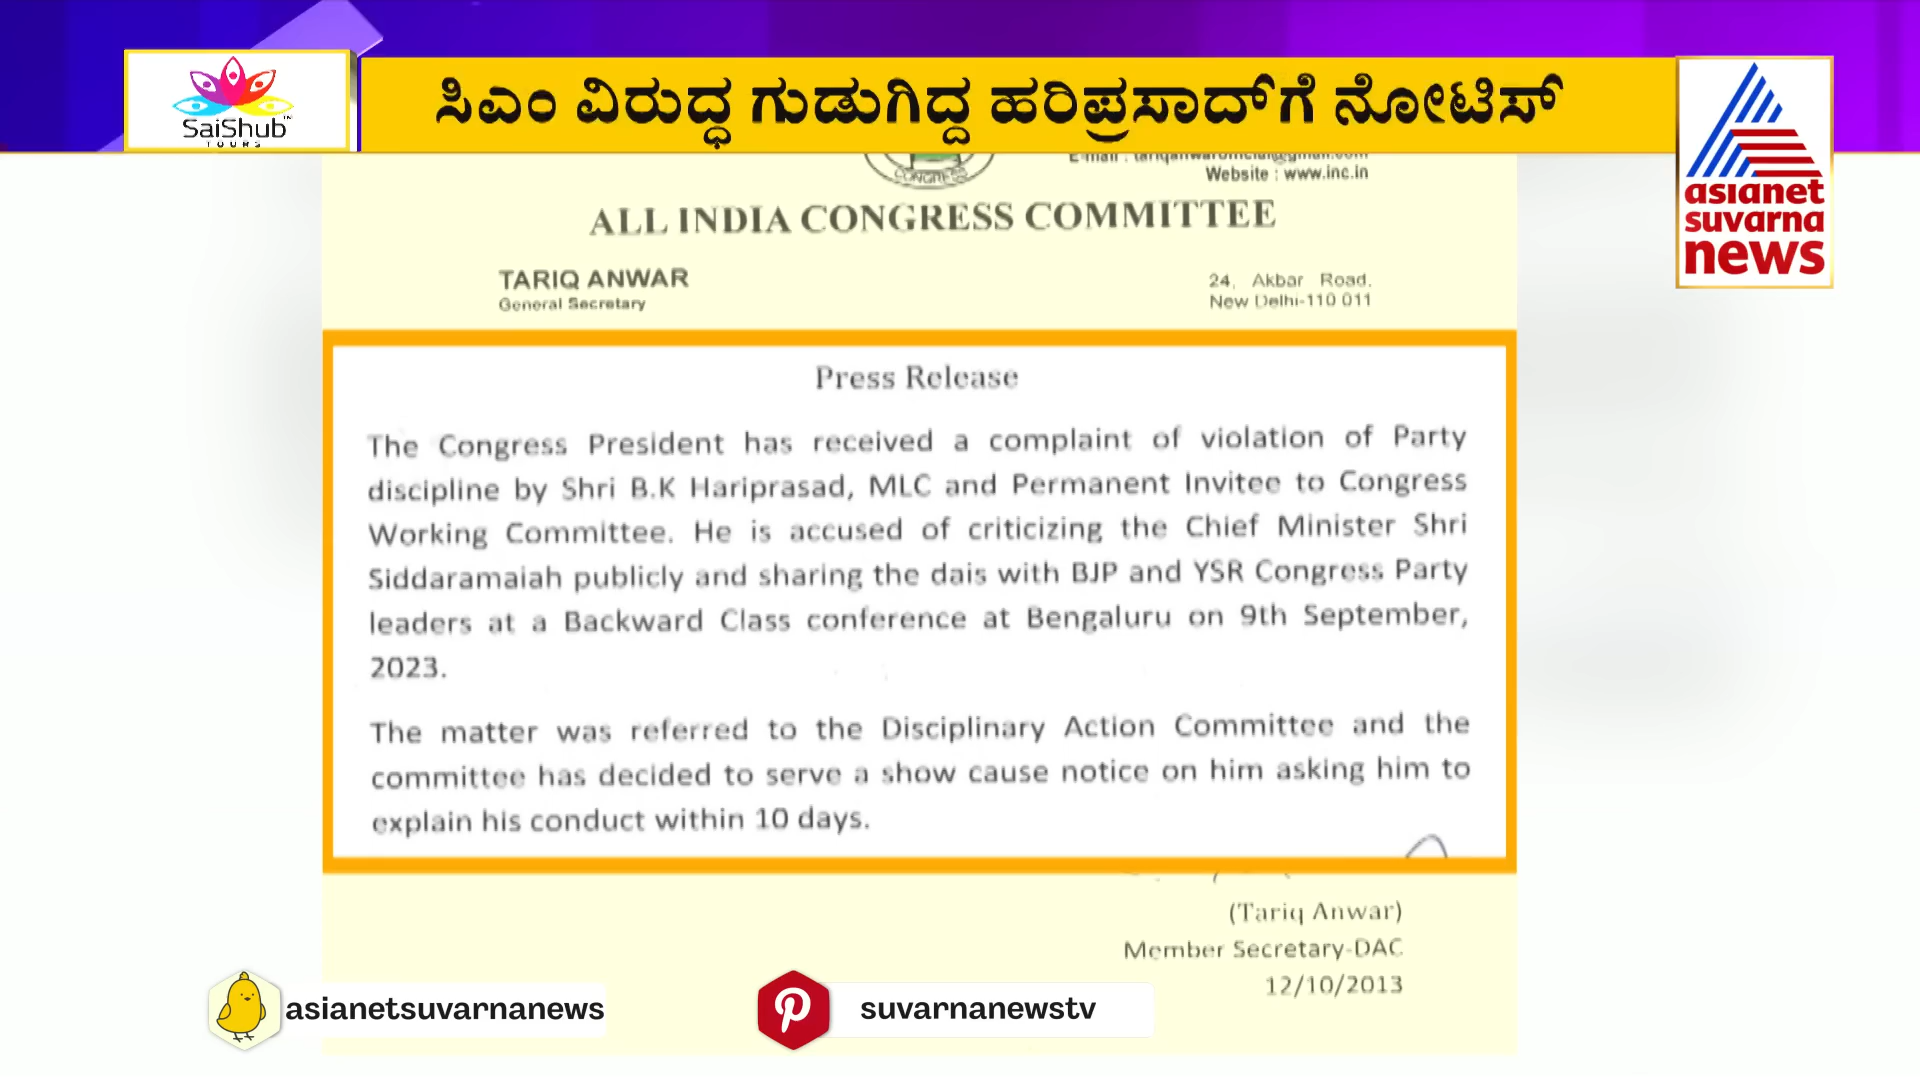 ಸಿಎಂ ವಿರುದ್ಧ ಗುಡುಗಿದ್ದ ಹರಿಪ್ರಸಾದ್‌ಗೆ ನೋಟಿಸ್
SaiShub
TOURS
asianet
suvarna
news
CONGRESS
E-mail : tariqanwarofficial@gmail.com
Website : www.inc.in
ALL INDIA CONGRESS COMMITTEE
TARIQ ANWAR
General Secretary
24, Akbar Road,
New Delhi-110 011
Press Release
The Congress President has received a complaint of violation of Party
discipline by Shri B.K Hariprasad, MLC and Permanent Invitee to Congress
Working Committee. He is accused of criticizing the Chief Minister Shri
Siddaramaiah publicly and sharing the dais with BJP and YSR Congress Party
leaders at a Backward Class conference at Bengaluru on 9th September,
2023.
The matter was referred to the Disciplinary Action Committee and the
committee has decided to serve a show cause notice on him asking him to
explain his conduct within 10 days.
(Tariq Anwar)
Member Secretary-DAC
12/10/2013
asianetsuvarnanews
suvarnanewstv